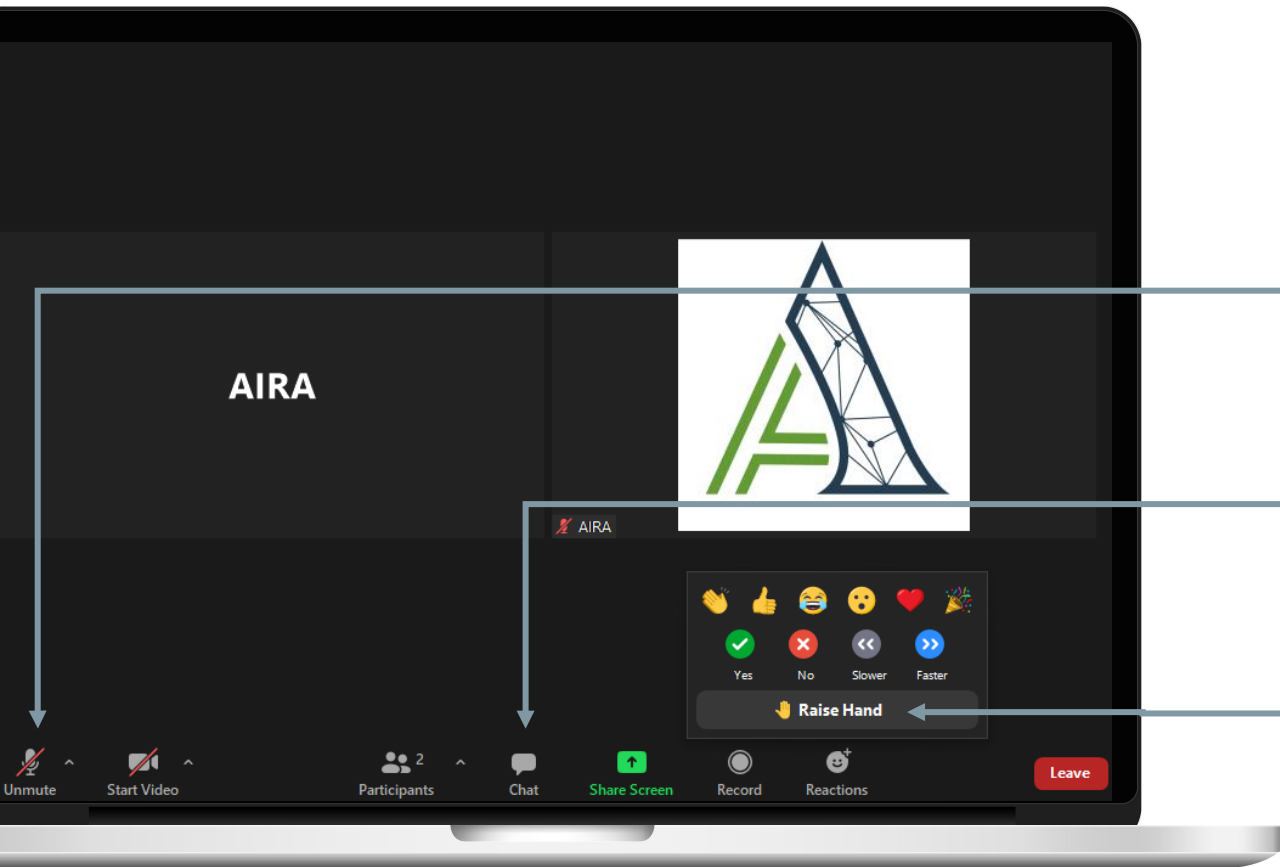 AIRA
AIRA
Yes No Slower Faster
Raise Hand
Unmute Start Video Participants 2 Chat Share Screen Record Reactions Leave